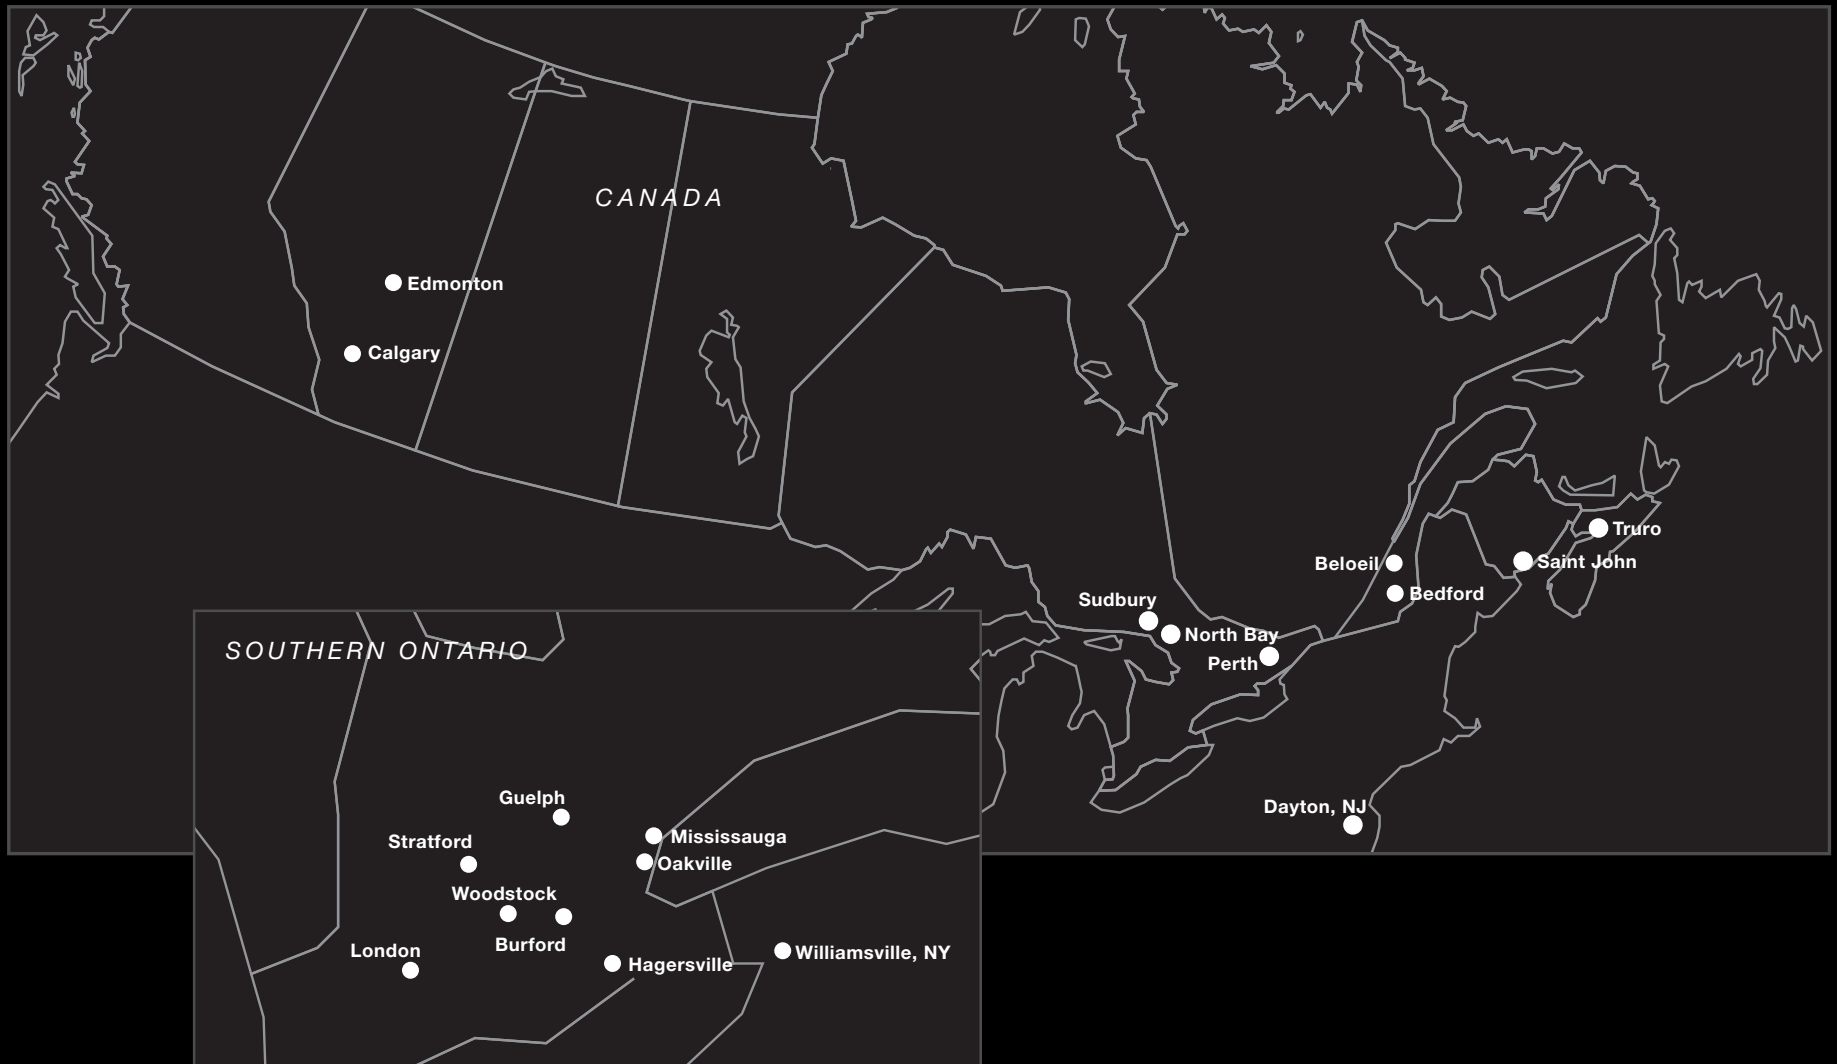 CANADA
Edmonton
Calgary
Truro
Saint John
Beloeil
Bedford
Sudbury
North Bay
Perth
Dayton, NJ
SOUTHERN ONTARIO
Guelph
Mississauga
Stratford
Oakville
Woodstock
Burford
London
Hagersville
Williamsville, NY